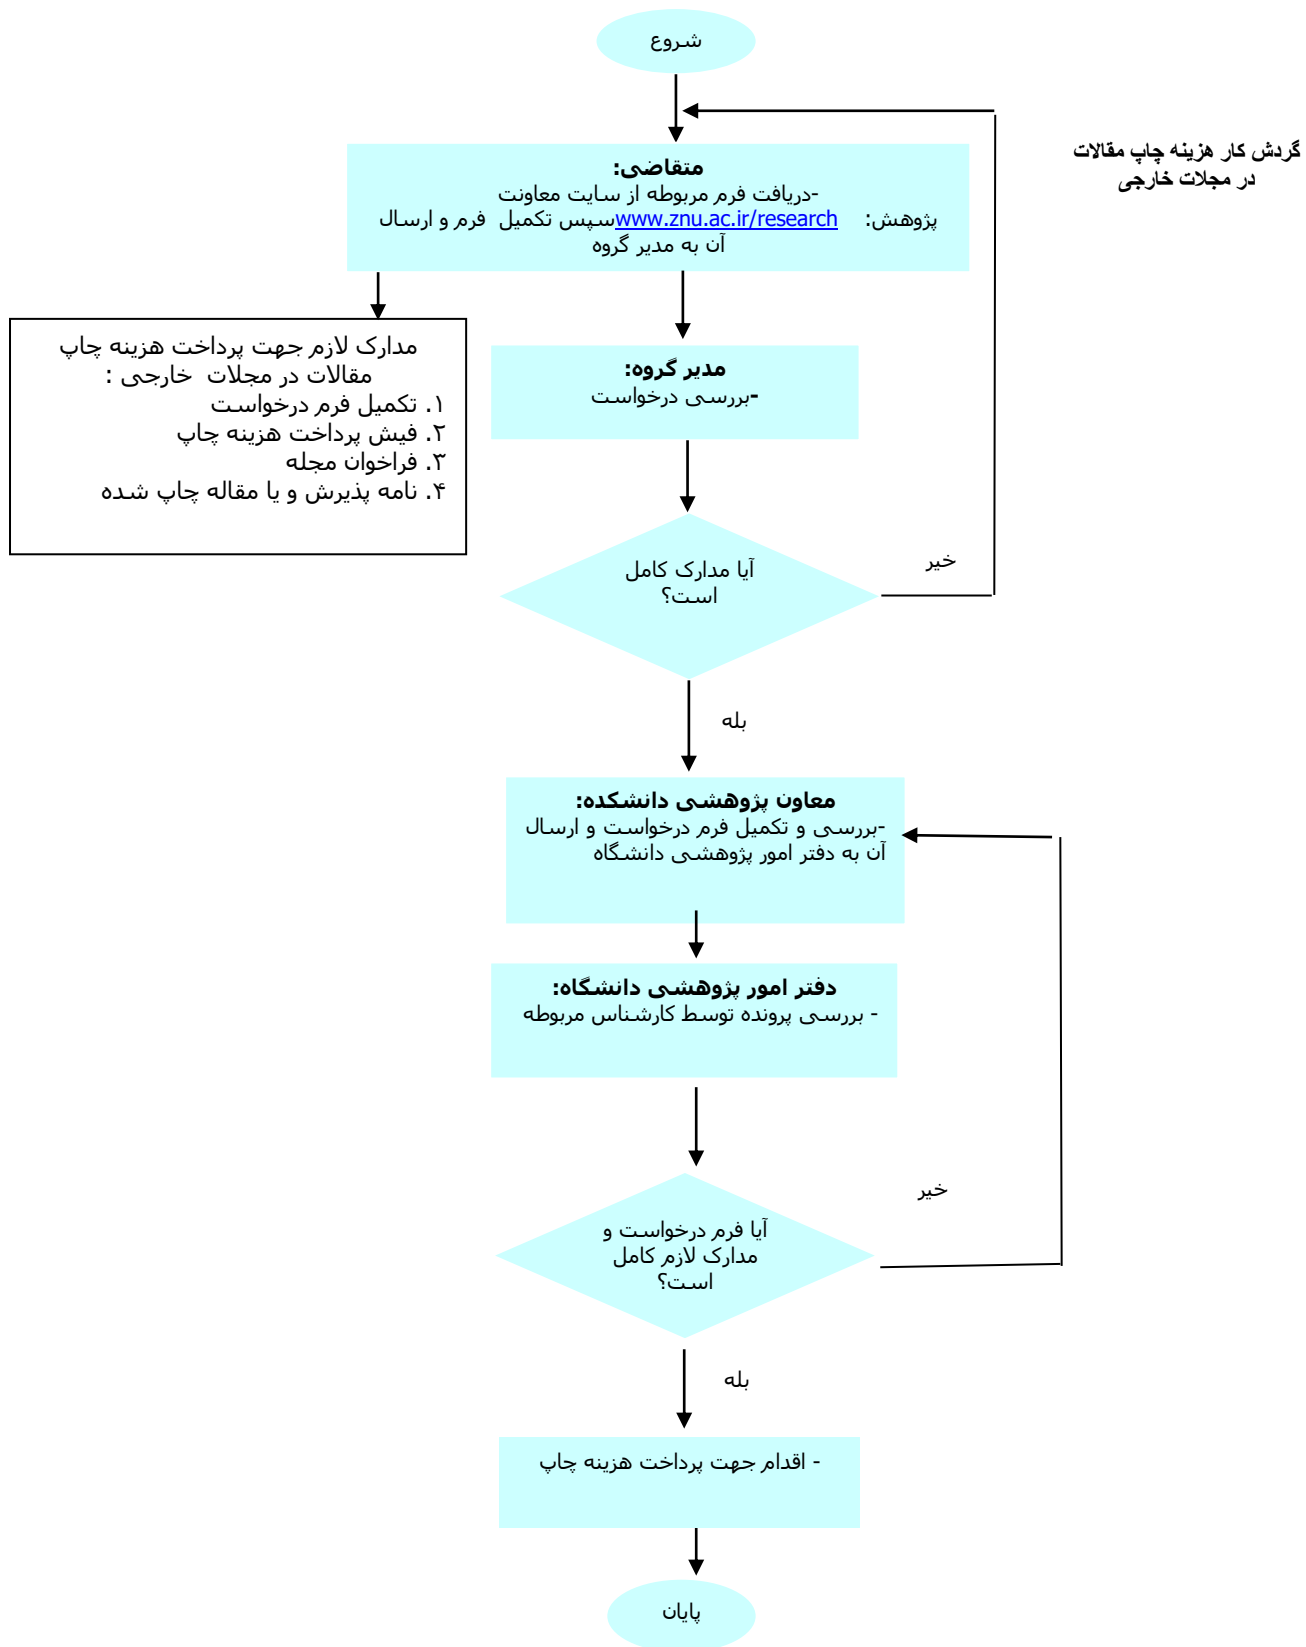 شروع
گردش کار هزینه چاپ مقالات
در مجلات خارجی
متقاضی:
-دریافت فرم مربوطه از سایت معاونت
پژوهش: www.znu.ac.ir/research سپس تکمیل فرم و ارسال
آن به مدیر گروه
مدارک لازم جهت پرداخت هزینه چاپ
مقالات در مجلات خارجی :
۱. تکمیل فرم درخواست
۲. فیش پرداخت هزینه چاپ
۳. فراخوان مجله
۴. نامه پذیرش و یا مقاله چاپ شده
مدیر گروه:
-بررسی درخواست
آیا مدارک کامل
است؟
خیر
بله
معاون پژوهشی دانشکده:
-بررسی و تکمیل فرم درخواست و ارسال
آن به دفتر امور پژوهشی دانشگاه
دفتر امور پژوهشی دانشگاه:
- بررسی پرونده توسط کارشناس مربوطه
آیا فرم درخواست و
مدارک لازم کامل
است؟
خیر
بله
- اقدام جهت پرداخت هزینه چاپ
پایان